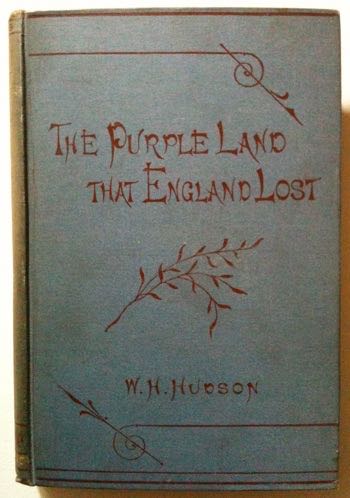 THE PURPLE LAND
THAT ENGLAND LOST
W. H. HUDSON